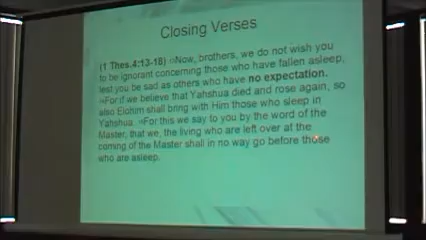 Closing Verses
(1 Thes.4:13-18) 13Now, brothers, we do not wish you
to be ignorant concerning those who have fallen asleep,
lest you be sad as others who have no expectation.
14For if we believe that Yahshua died and rose again, so
also Elohim shall bring with Him those who sleep in
Yahshua. 15For this we say to you by the word of the
Master, that we, the living who are left over at the
coming of the Master shall in no way go before those
who are asleep.